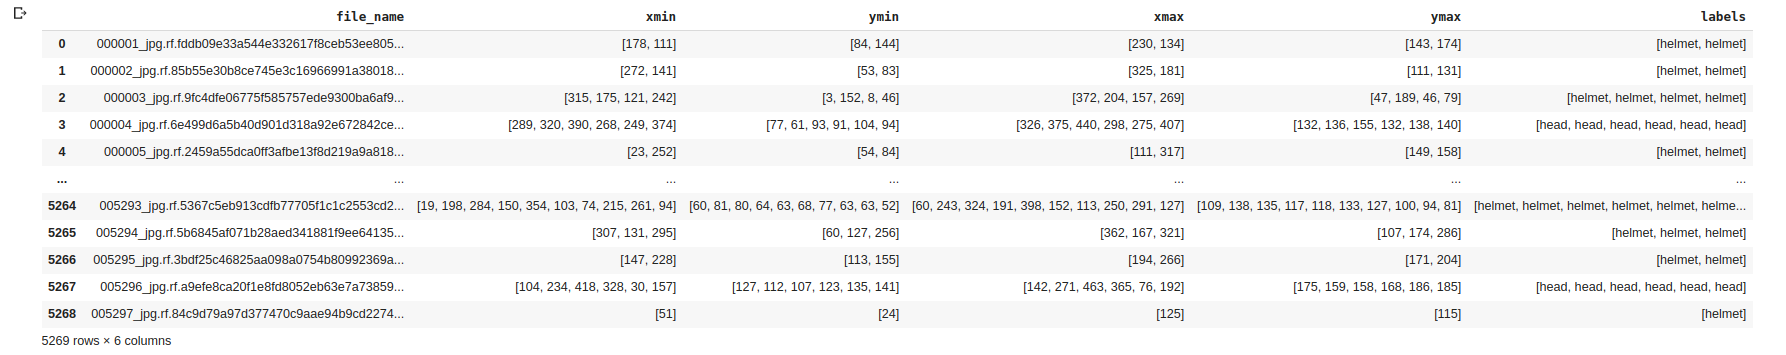 file_name xmin ymin xmax ymax labels
0 000001_jpg.rf.fddb09e33a544e332617f8ceb53ee805... [178, 111] [84, 144] [230, 134] [143, 174] [helmet, helmet]
1 000002_jpg.rf.85b55e30b8ce745e3c16966991a38018... [272, 141] [53, 83] [325, 181] [111, 131] [helmet, helmet]
2 000003_jpg.rf.9fc4dfe06775f585757ede9300ba6af9... [315, 175, 121, 242] [3, 152, 8, 46] [372, 204, 157, 269] [47, 189, 46, 79] [helmet, helmet, helmet, helmet]
3 000004_jpg.rf.6e499d6a5b40d901d318a92e672842ce... [289, 320, 390, 268, 249, 374] [77, 61, 93, 91, 104, 94] [326, 375, 440, 298, 275, 407] [132, 136, 155, 132, 138, 140] [head, head, head, head, head, head]
4 000005_jpg.rf.2459a55dca0ff3afbe13f8d219a9a818... [23, 252] [54, 84] [111, 317] [149, 158] [helmet, helmet]
... ... ... ... ... ... ...
5264 005293_jpg.rf.5367c5eb913cdfb77705f1c1c2553cd2... [19, 198, 284, 150, 354, 103, 74, 215, 261, 94] [60, 81, 80, 64, 63, 68, 77, 63, 63, 52] [60, 243, 324, 191, 398, 152, 113, 250, 291, 127] [109, 138, 135, 117, 118, 133, 127, 100, 94, 81] [helmet, helmet, helmet, helmet, helmet, helme...
5265 005294_jpg.rf.5b6845af071b28aed341881f9ee64135... [307, 131, 295] [60, 127, 256] [362, 167, 321] [107, 174, 286] [helmet, helmet, helmet]
5266 005295_jpg.rf.3bdf25c46825aa098a0754b80992369a... [147, 228] [113, 155] [194, 266] [171, 204] [helmet, helmet]
5267 005296_jpg.rf.a9efe8ca20f1e8fd8052eb63e7a73859... [104, 234, 418, 328, 30, 157] [127, 112, 107, 123, 135, 141] [142, 271, 463, 365, 76, 192] [175, 159, 158, 168, 186, 185] [head, head, head, head, head, head]
5268 005297_jpg.rf.84c9d79a97d377470c9aae94b9cd2274... [51] [24] [125] [115] [helmet]
5269 rows × 6 columns